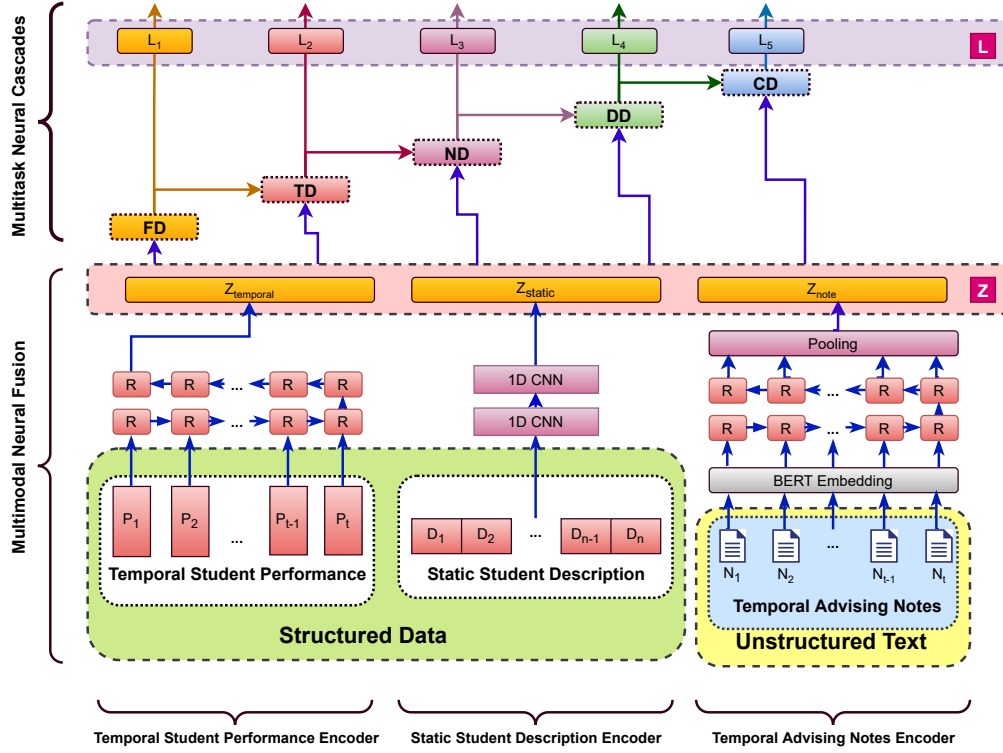 Multitask Neural Cascades
L1 L2 L3 L4 L5 L
CD
DD
ND
TD
FD
Multimodal Neural Fusion
Ztemporal Zstatic Znote Z
Pooling
R R ... R R
1D CNN
R R ... R R
R R ... R R
1D CNN
R R ... R R
BERT Embedding
P1 P2 ... Pt-1 Pt
D1 D2 ... Dn-1 Dn
N1 N2 ... Nt-1 Nt
Temporal Student Performance
Static Student Description
Temporal Advising Notes
Structured Data
Unstructured Text
Temporal Student Performance Encoder
Static Student Description Encoder
Temporal Advising Notes Encoder